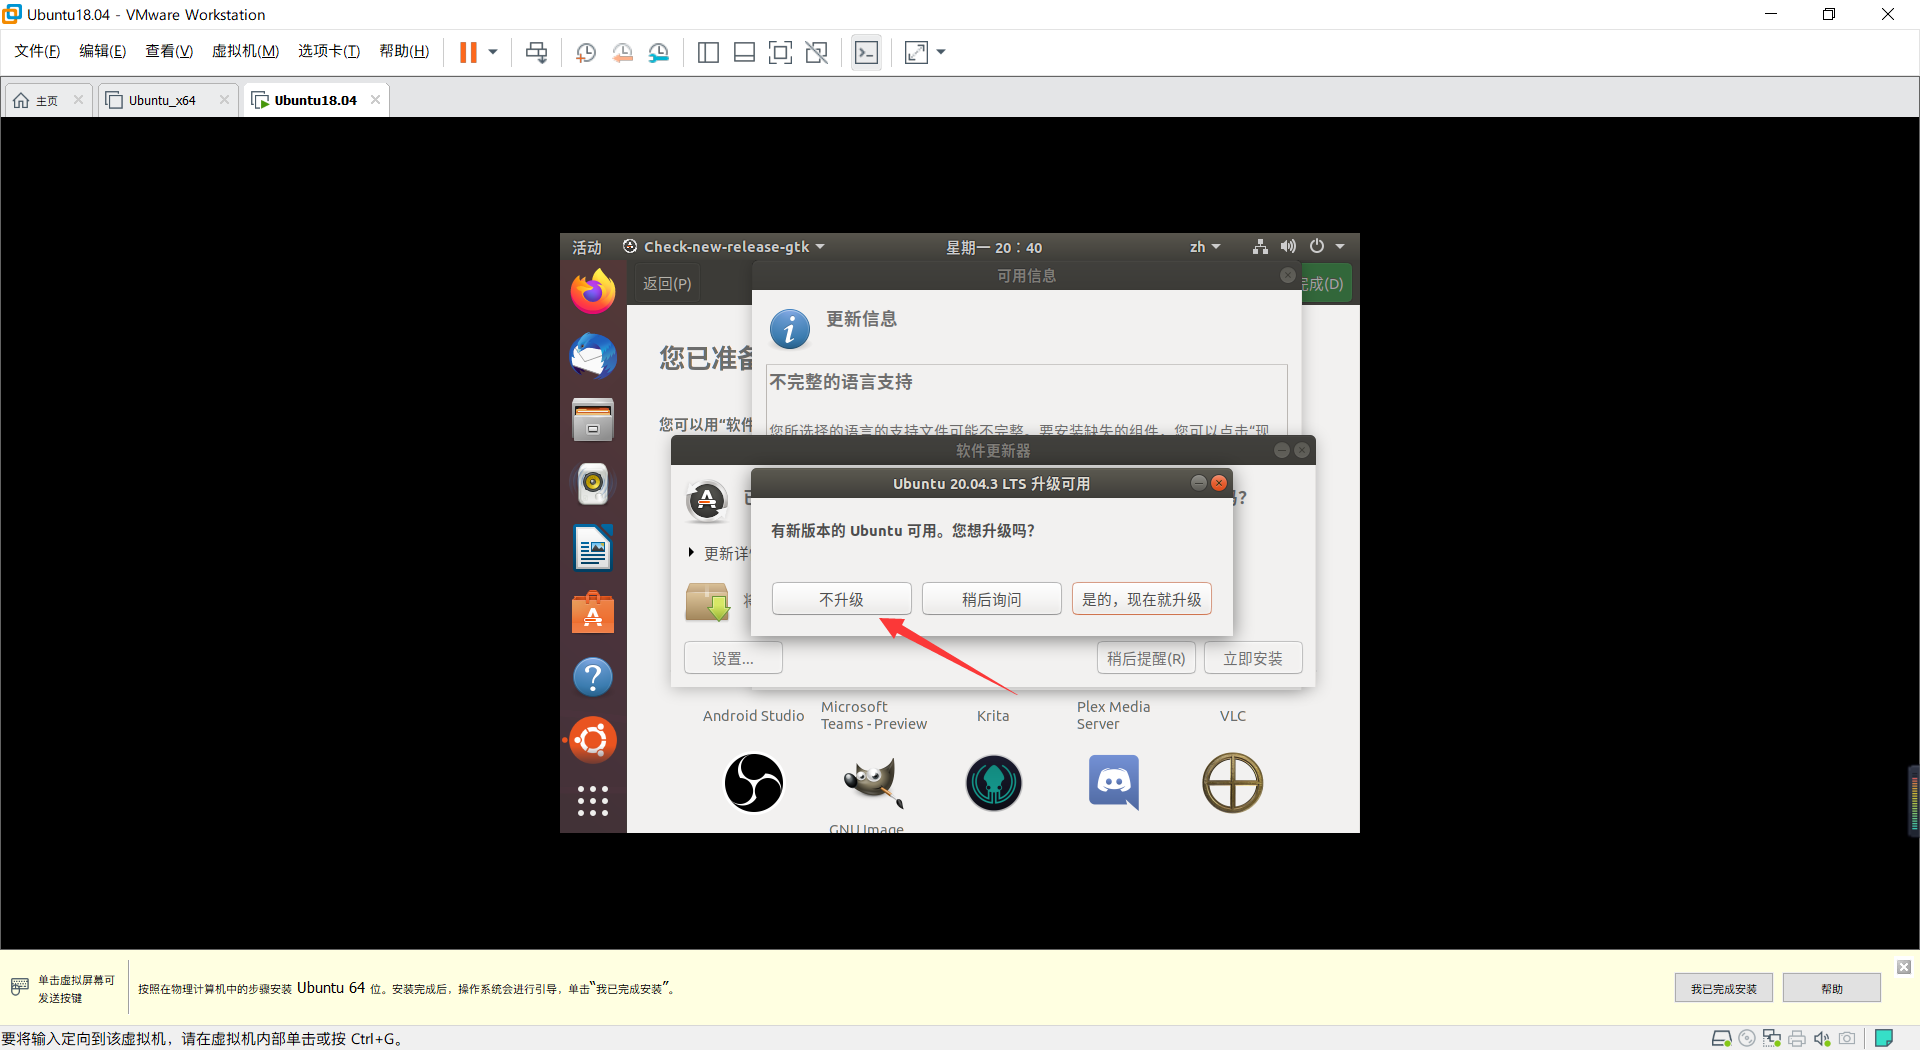 Ubuntu18.04 - VMware Workstation
文件(F) 编辑(E) 查看(V) 虚拟机(M) 选项卡(T) 帮助(H)
主页 Ubuntu_x64 Ubuntu18.04
活动 Check-new-release-gtk 星期一 20：40 zh
返回(P) 可用信息 完成(D)
更新信息
您已准备
不完整的语言支持
您可以用“软件
您所选择的语言的支持文件可能不完整。要安装缺失的组件，您可以点击“现
软件更新器
Ubuntu 20.04.3 LTS 升级可用
吗？
有新版本的 Ubuntu 可用。您想升级吗？
更新详
不升级 稍后询问 是的，现在就升级
设置... 稍后提醒(R) 立即安装
Android Studio
Microsoft
Teams - Preview
Krita
Plex Media
Server
VLC
GNU Image
单击虚拟屏幕可
发送按键
按照在物理计算机中的步骤安装 Ubuntu 64 位。安装完成后，操作系统会进行引导，单击“我已完成安装”。
我已完成安装 帮助
要将输入定向到该虚拟机，请在虚拟机内部单击或按 Ctrl+G。